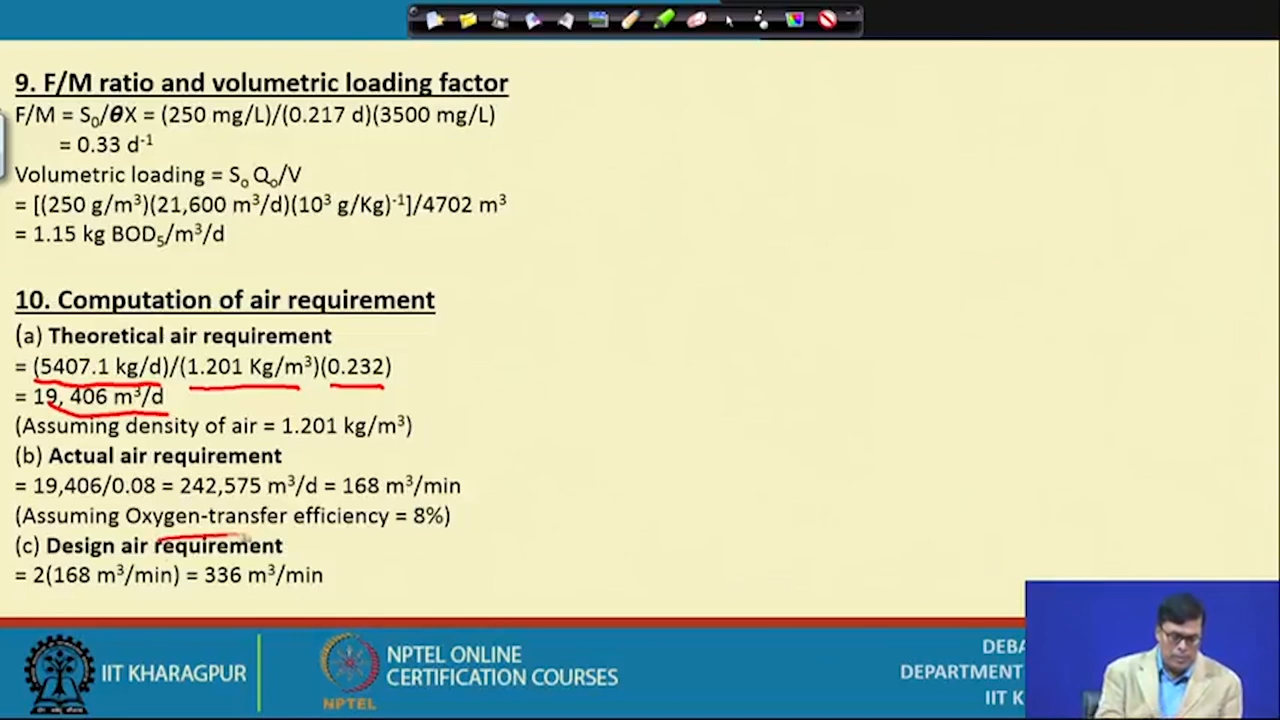 9. F/M ratio and volumetric loading factor
F/M = S₀/θX = (250 mg/L)/(0.217 d)(3500 mg/L)
= 0.33 d⁻¹
Volumetric loading = Sₒ Qₒ/V
= [(250 g/m³)(21,600 m³/d)(10³ g/Kg)⁻¹]/4702 m³
= 1.15 kg BOD₅/m³/d
10. Computation of air requirement
(a) Theoretical air requirement
= (5407.1 kg/d)/(1.201 Kg/m³)(0.232)
= 19, 406 m³/d
(Assuming density of air = 1.201 kg/m³)
(b) Actual air requirement
= 19,406/0.08 = 242,575 m³/d = 168 m³/min
(Assuming Oxygen-transfer efficiency = 8%)
(c) Design air requirement
= 2(168 m³/min) = 336 m³/min
IIT KHARAGPUR
NPTEL
NPTEL ONLINE
CERTIFICATION COURSES
DEBA
DEPARTMENT
IIT K